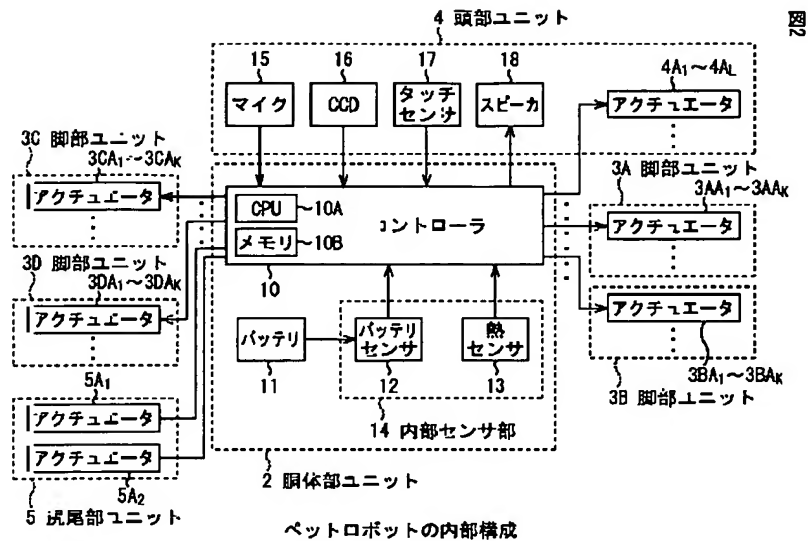 図2
4 頭部ユニット
15
16
17
18
4A1～4AL
マイク
CCD
タッチ
センサ
スピーカ
アクチュエータ
3C 脚部ユニット
3CA1～3CAK
アクチュエータ
3A 脚部ユニット
3AA1～3AAK
アクチュエータ
CPU
10A
コントローラ
メモリ
10B
10
3D 脚部ユニット
3DA1～3DAK
アクチュエータ
アクチュエータ
3BA1～3BAK
3B 脚部ユニット
バッテリ
バッテリ
センサ
熱
センサ
11
12
13
14 内部センサ部
5A1
アクチュエータ
アクチュエータ
5A2
5 尻尾部ユニット
2 胴体部ユニット
ペットロボットの内部構成